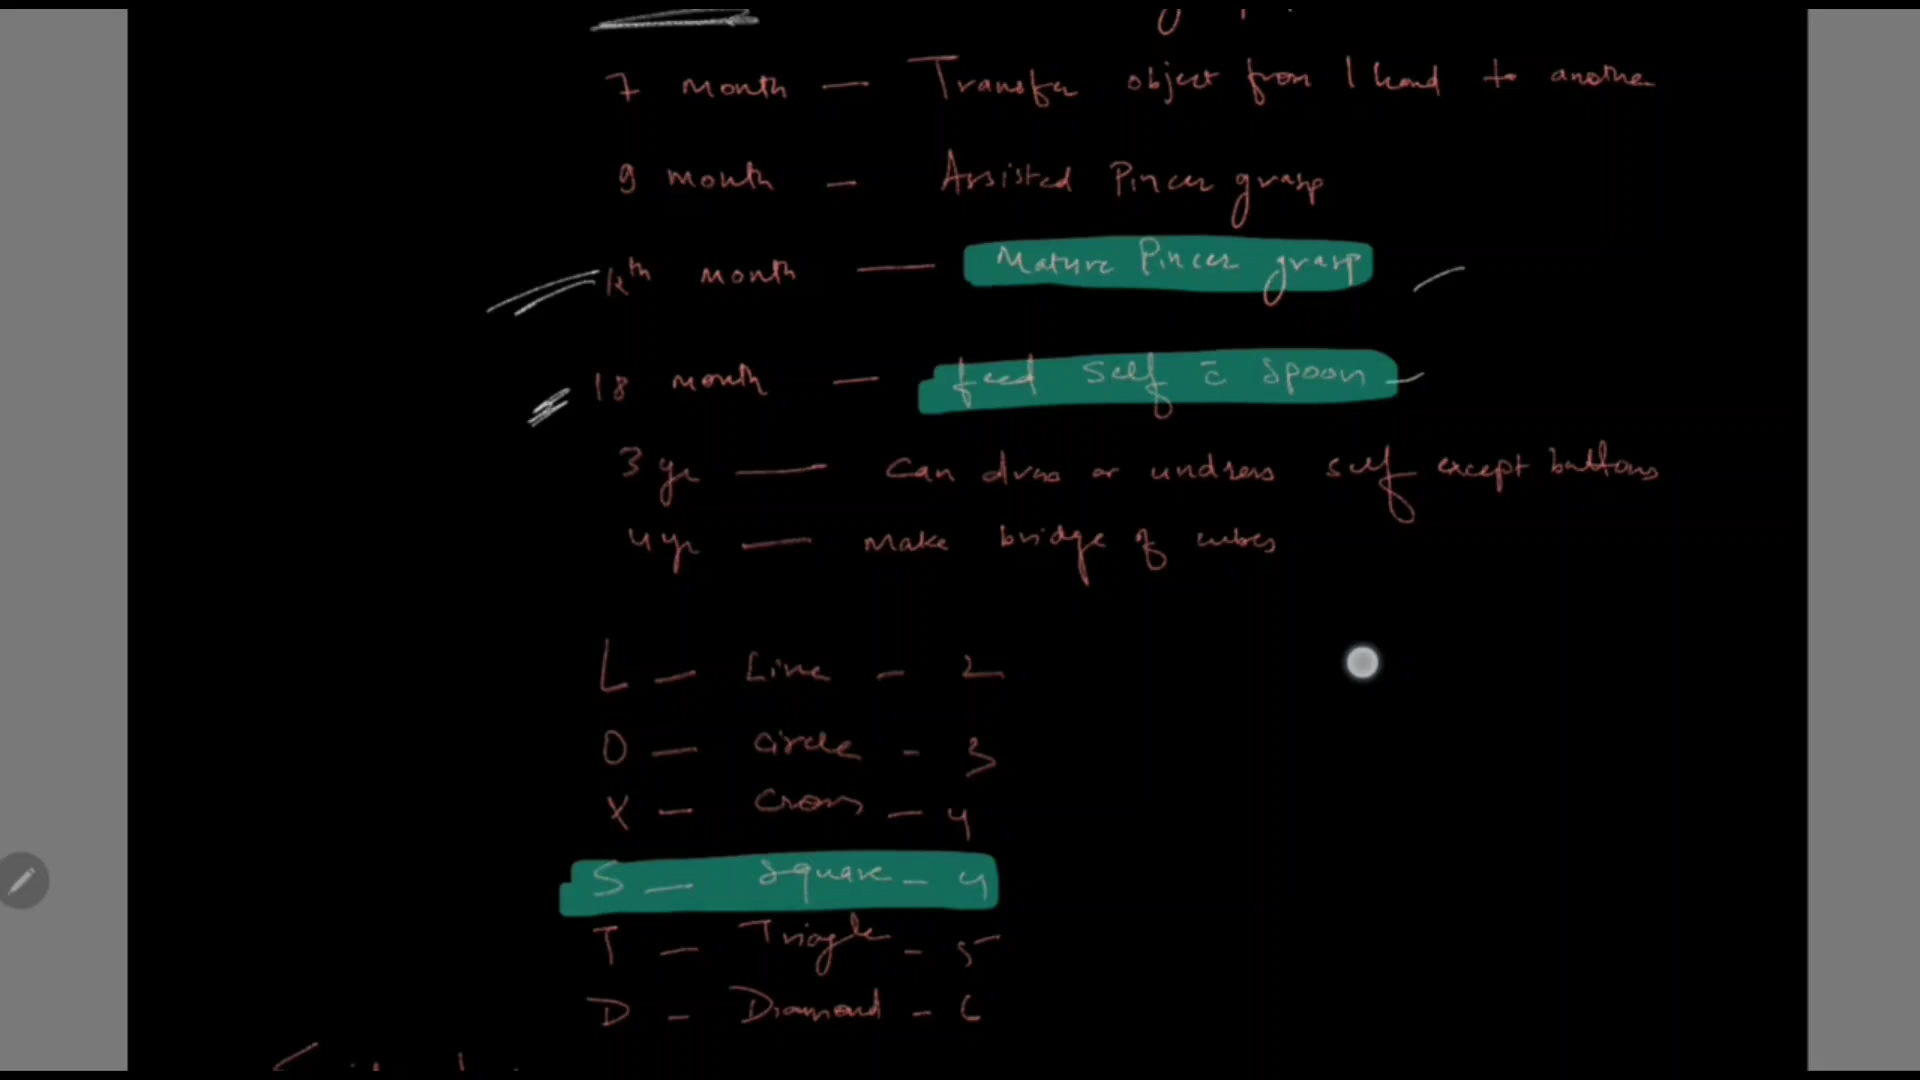 7 month — Transfer object from 1 hand to another
9 month — Assisted Pincer grasp
12th month — Mature Pincer grasp
18 month — feed self c̄ spoon
3 yr — can dress or undress self except buttons
4 yr — make bridge of cubes
L — Line - 2
O — circle - 3
X — Cross - 4
S — Square - 4
T — Triagle - 5
D — Diamond - 6